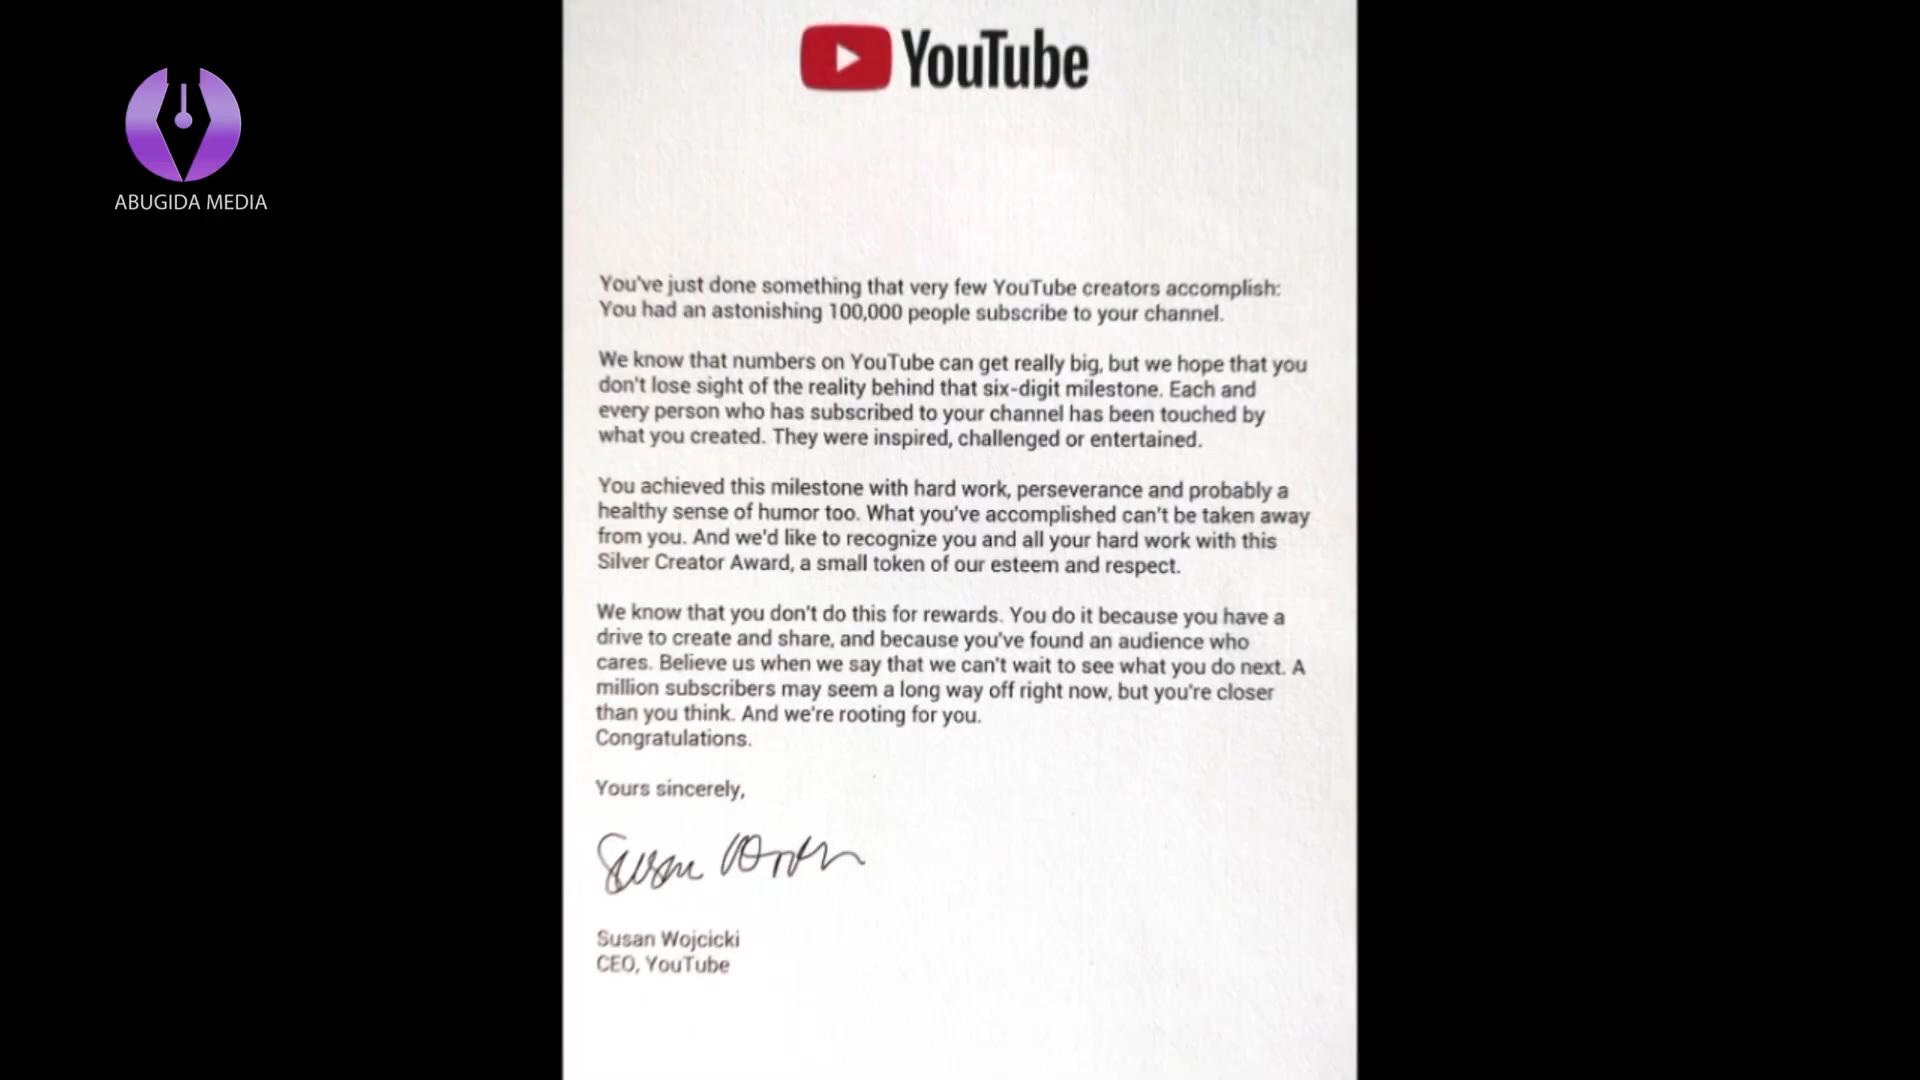 ABUGIDA MEDIA
YouTube
You've just done something that very few YouTube creators accomplish:
You had an astonishing 100,000 people subscribe to your channel.
We know that numbers on YouTube can get really big, but we hope that you
don't lose sight of the reality behind that six-digit milestone. Each and
every person who has subscribed to your channel has been touched by
what you created. They were inspired, challenged or entertained.
You achieved this milestone with hard work, perseverance and probably a
healthy sense of humor too. What you've accomplished can't be taken away
from you. And we'd like to recognize you and all your hard work with this
Silver Creator Award, a small token of our esteem and respect.
We know that you don't do this for rewards. You do it because you have a
drive to create and share, and because you've found an audience who
cares. Believe us when we say that we can't wait to see what you do next. A
million subscribers may seem a long way off right now, but you're closer
than you think. And we're rooting for you.
Congratulations.
Yours sincerely,
Susan Wojcicki
CEO, YouTube